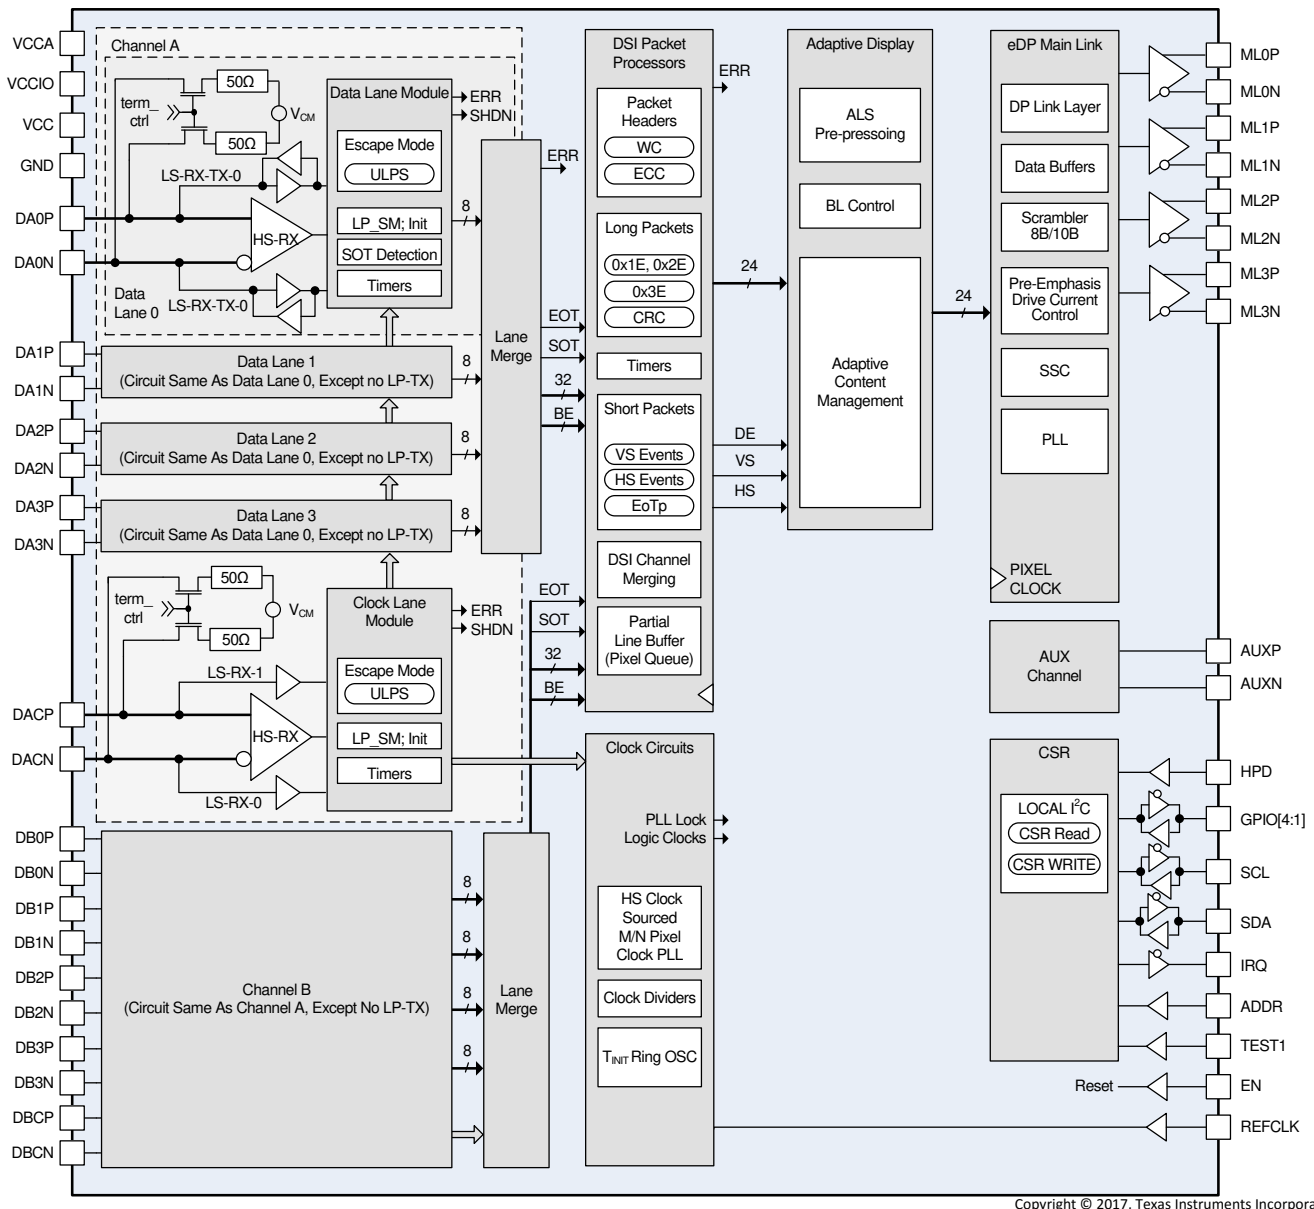 VCCA
VCCIO
VCC
GND
DA0P
DA0N
DA1P
DA1N
DA2P
DA2N
DA3P
DA3N
DACP
DACN
DB0P
DB0N
DB1P
DB1N
DB2P
DB2N
DB3P
DB3N
DBCP
DBCN
Channel A
50Ω
term_
ctrl
VCM
50Ω
LS-RX-TX-0
HS-RX
LS-RX-TX-0
Data
Lane 0
Data Lane Module
ERR
SHDN
Escape Mode
ULPS
LP_SM; Init
SOT Detection
Timers
8
Data Lane 1
(Circuit Same As Data Lane 0, Except no LP-TX)
8
Data Lane 2
(Circuit Same As Data Lane 0, Except no LP-TX)
8
Data Lane 3
(Circuit Same As Data Lane 0, Except no LP-TX)
8
50Ω
term_
ctrl
VCM
50Ω
LS-RX-1
HS-RX
LS-RX-0
Clock Lane
Module
ERR
SHDN
Escape Mode
ULPS
LP_SM; Init
Timers
Channel B
(Circuit Same As Channel A, Except No LP-TX)
8
8
8
8
Lane
Merge
ERR
EOT
SOT
32
BE
Lane
Merge
EOT
SOT
32
BE
DSI Packet
Processors
ERR
Packet
Headers
WC
ECC
Long Packets
0x1E, 0x2E
0x3E
CRC
Timers
Short Packets
VS Events
HS Events
EoTp
DSI Channel
Merging
Partial
Line Buffer
(Pixel Queue)
24
DE
VS
HS
Clock Circuits
PLL Lock
Logic Clocks
HS Clock
Sourced
M/N Pixel
Clock PLL
Clock Dividers
TINIT Ring OSC
Adaptive Display
ALS
Pre-pressoing
BL Control
Adaptive
Content
Management
24
eDP Main Link
DP Link Layer
Data Buffers
Scrambler
8B/10B
Pre-Emphasis
Drive Current
Control
SSC
PLL
PIXEL
CLOCK
AUX
Channel
CSR
LOCAL I²C
CSR Read
CSR WRITE
Reset
ML0P
ML0N
ML1P
ML1N
ML2P
ML2N
ML3P
ML3N
AUXP
AUXN
HPD
GPIO[4:1]
SCL
SDA
IRQ
ADDR
TEST1
EN
REFCLK
Copyright © 2017, Texas Instruments Incorpora